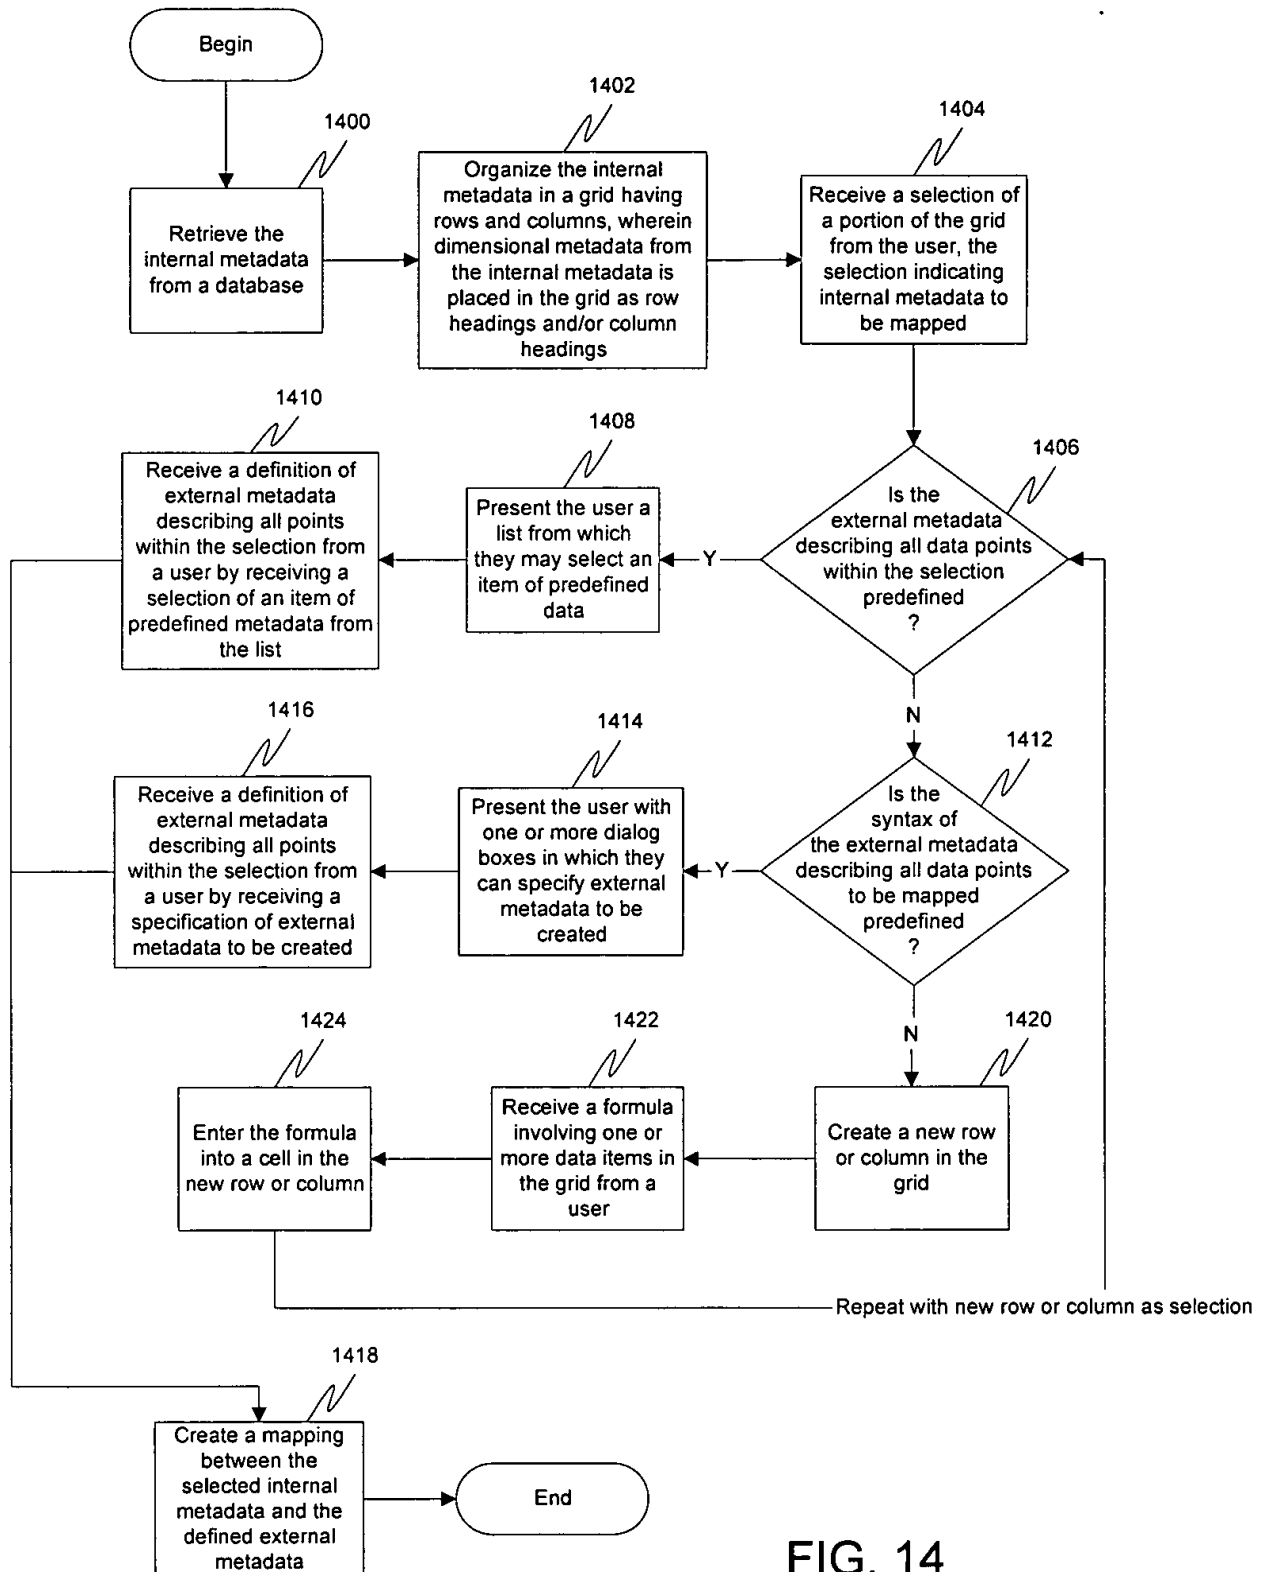 Begin
1400
Retrieve the
internal metadata
from a database
1402
Organize the internal
metadata in a grid having
rows and columns, wherein
dimensional metadata from
the internal metadata is
placed in the grid as row
headings and/or column
headings
1404
Receive a selection of
a portion of the grid
from the user, the
selection indicating
internal metadata to
be mapped
1406
Is the
external metadata
describing all data points
within the selection
predefined
?
Y
1408
Present the user a
list from which
they may select an
item of predefined
data
1410
Receive a definition of
external metadata
describing all points
within the selection from
a user by receiving a
selection of an item of
predefined metadata from
the list
N
1412
Is the
syntax of
the external metadata
describing all data points
to be mapped
predefined
?
Y
1414
Present the user with
one or more dialog
boxes in which they
can specify external
metadata to be
created
1416
Receive a definition of
external metadata
describing all points
within the selection from
a user by receiving a
specification of external
metadata to be created
N
1420
Create a new row
or column in the
grid
1422
Receive a formula
involving one or
more data items in
the grid from a
user
1424
Enter the formula
into a cell in the
new row or column
Repeat with new row or column as selection
1418
Create a mapping
between the
selected internal
metadata and the
defined external
metadata
End
FIG. 14